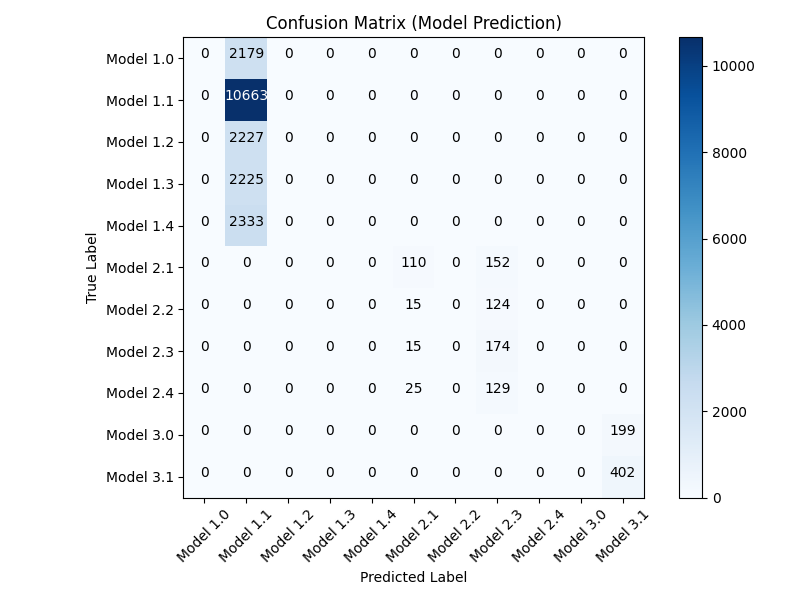 Confusion Matrix (Model Prediction)
Model 1.0 0 2179 0 0 0 0 0 0 0 0 0
Model 1.1 0 10663 0 0 0 0 0 0 0 0 0
Model 1.2 0 2227 0 0 0 0 0 0 0 0 0
Model 1.3 0 2225 0 0 0 0 0 0 0 0 0
Model 1.4 0 2333 0 0 0 0 0 0 0 0 0
Model 2.1 0 0 0 0 0 110 0 152 0 0 0
Model 2.2 0 0 0 0 0 15 0 124 0 0 0
Model 2.3 0 0 0 0 0 15 0 174 0 0 0
Model 2.4 0 0 0 0 0 25 0 129 0 0 0
Model 3.0 0 0 0 0 0 0 0 0 0 0 199
Model 3.1 0 0 0 0 0 0 0 0 0 0 402
True Label
Model 1.0 Model 1.1 Model 1.2 Model 1.3 Model 1.4 Model 2.1 Model 2.2 Model 2.3 Model 2.4 Model 3.0 Model 3.1
Predicted Label
10000
8000
6000
4000
2000
0